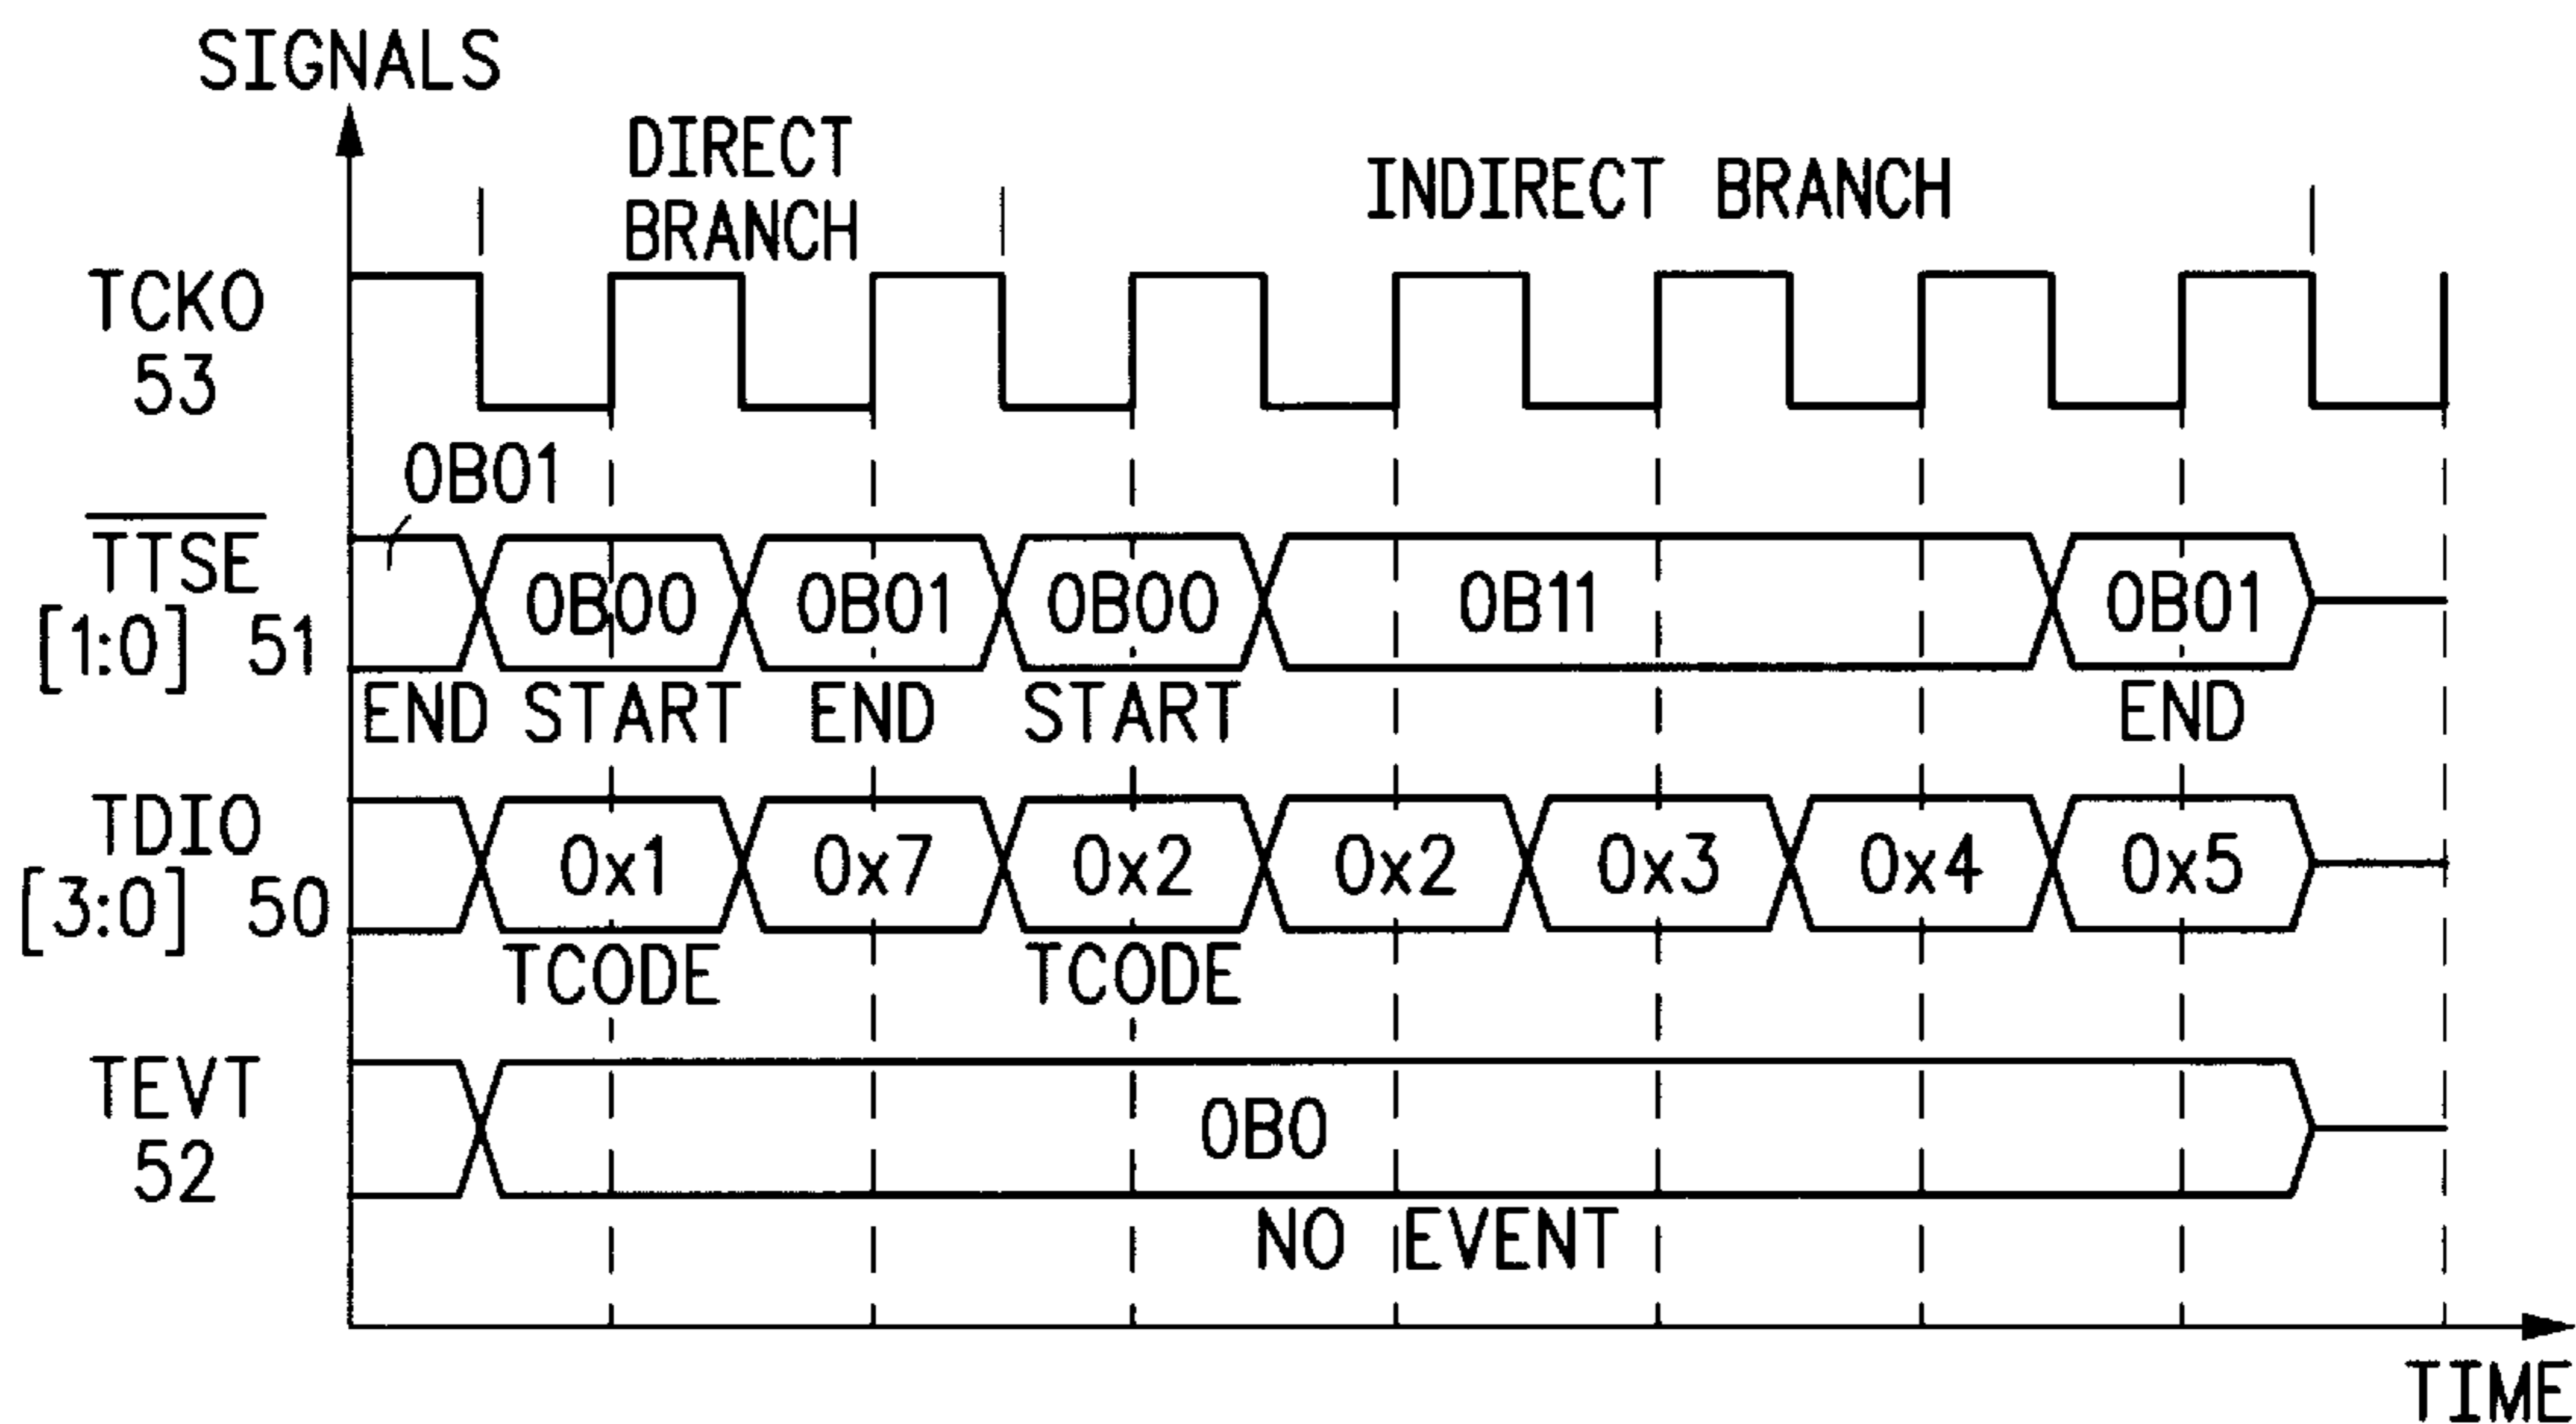 SIGNALS
DIRECT
BRANCH
INDIRECT BRANCH
TCKO
53
0B01
TTSE
[1:0] 51
0B00
0B01
0B00
0B11
0B01
END
START
END
START
END
TDIO
[3:0] 50
0x1
0x7
0x2
0x2
0x3
0x4
0x5
TCODE
TCODE
TEVT
52
0B0
NO EVENT
TIME